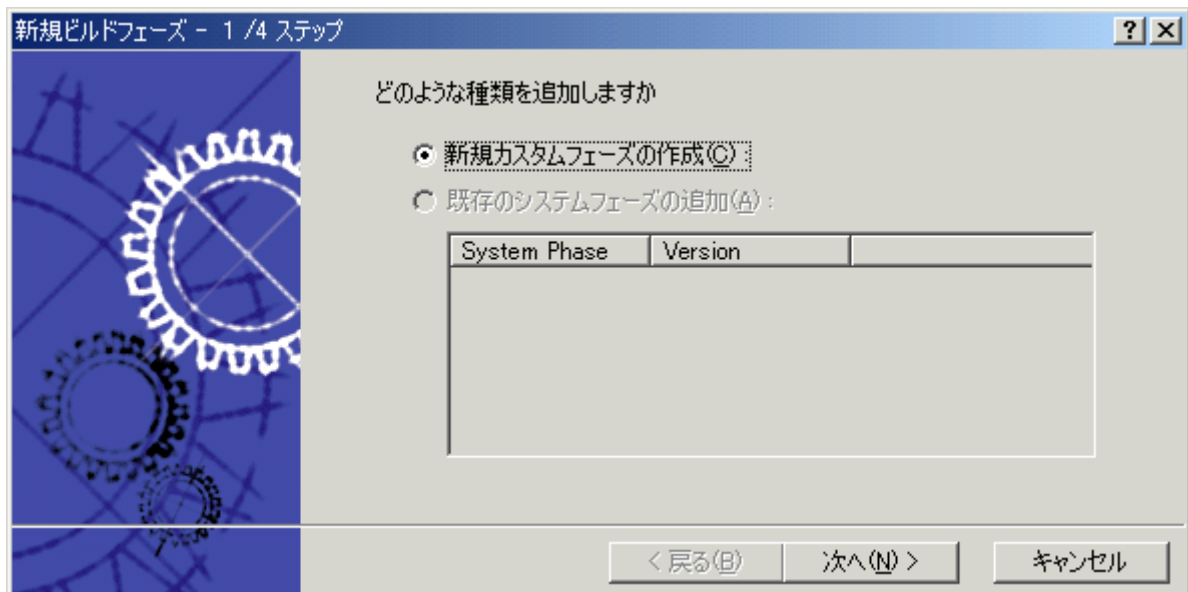 新規ビルドフェーズ - 1 /4 ステップ
どのような種類を追加しますか
新規カスタムフェーズの作成(C) :
既存のシステムフェーズの追加(A) :
System Phase Version
< 戻る(B) 次へ(N) > キャンセル